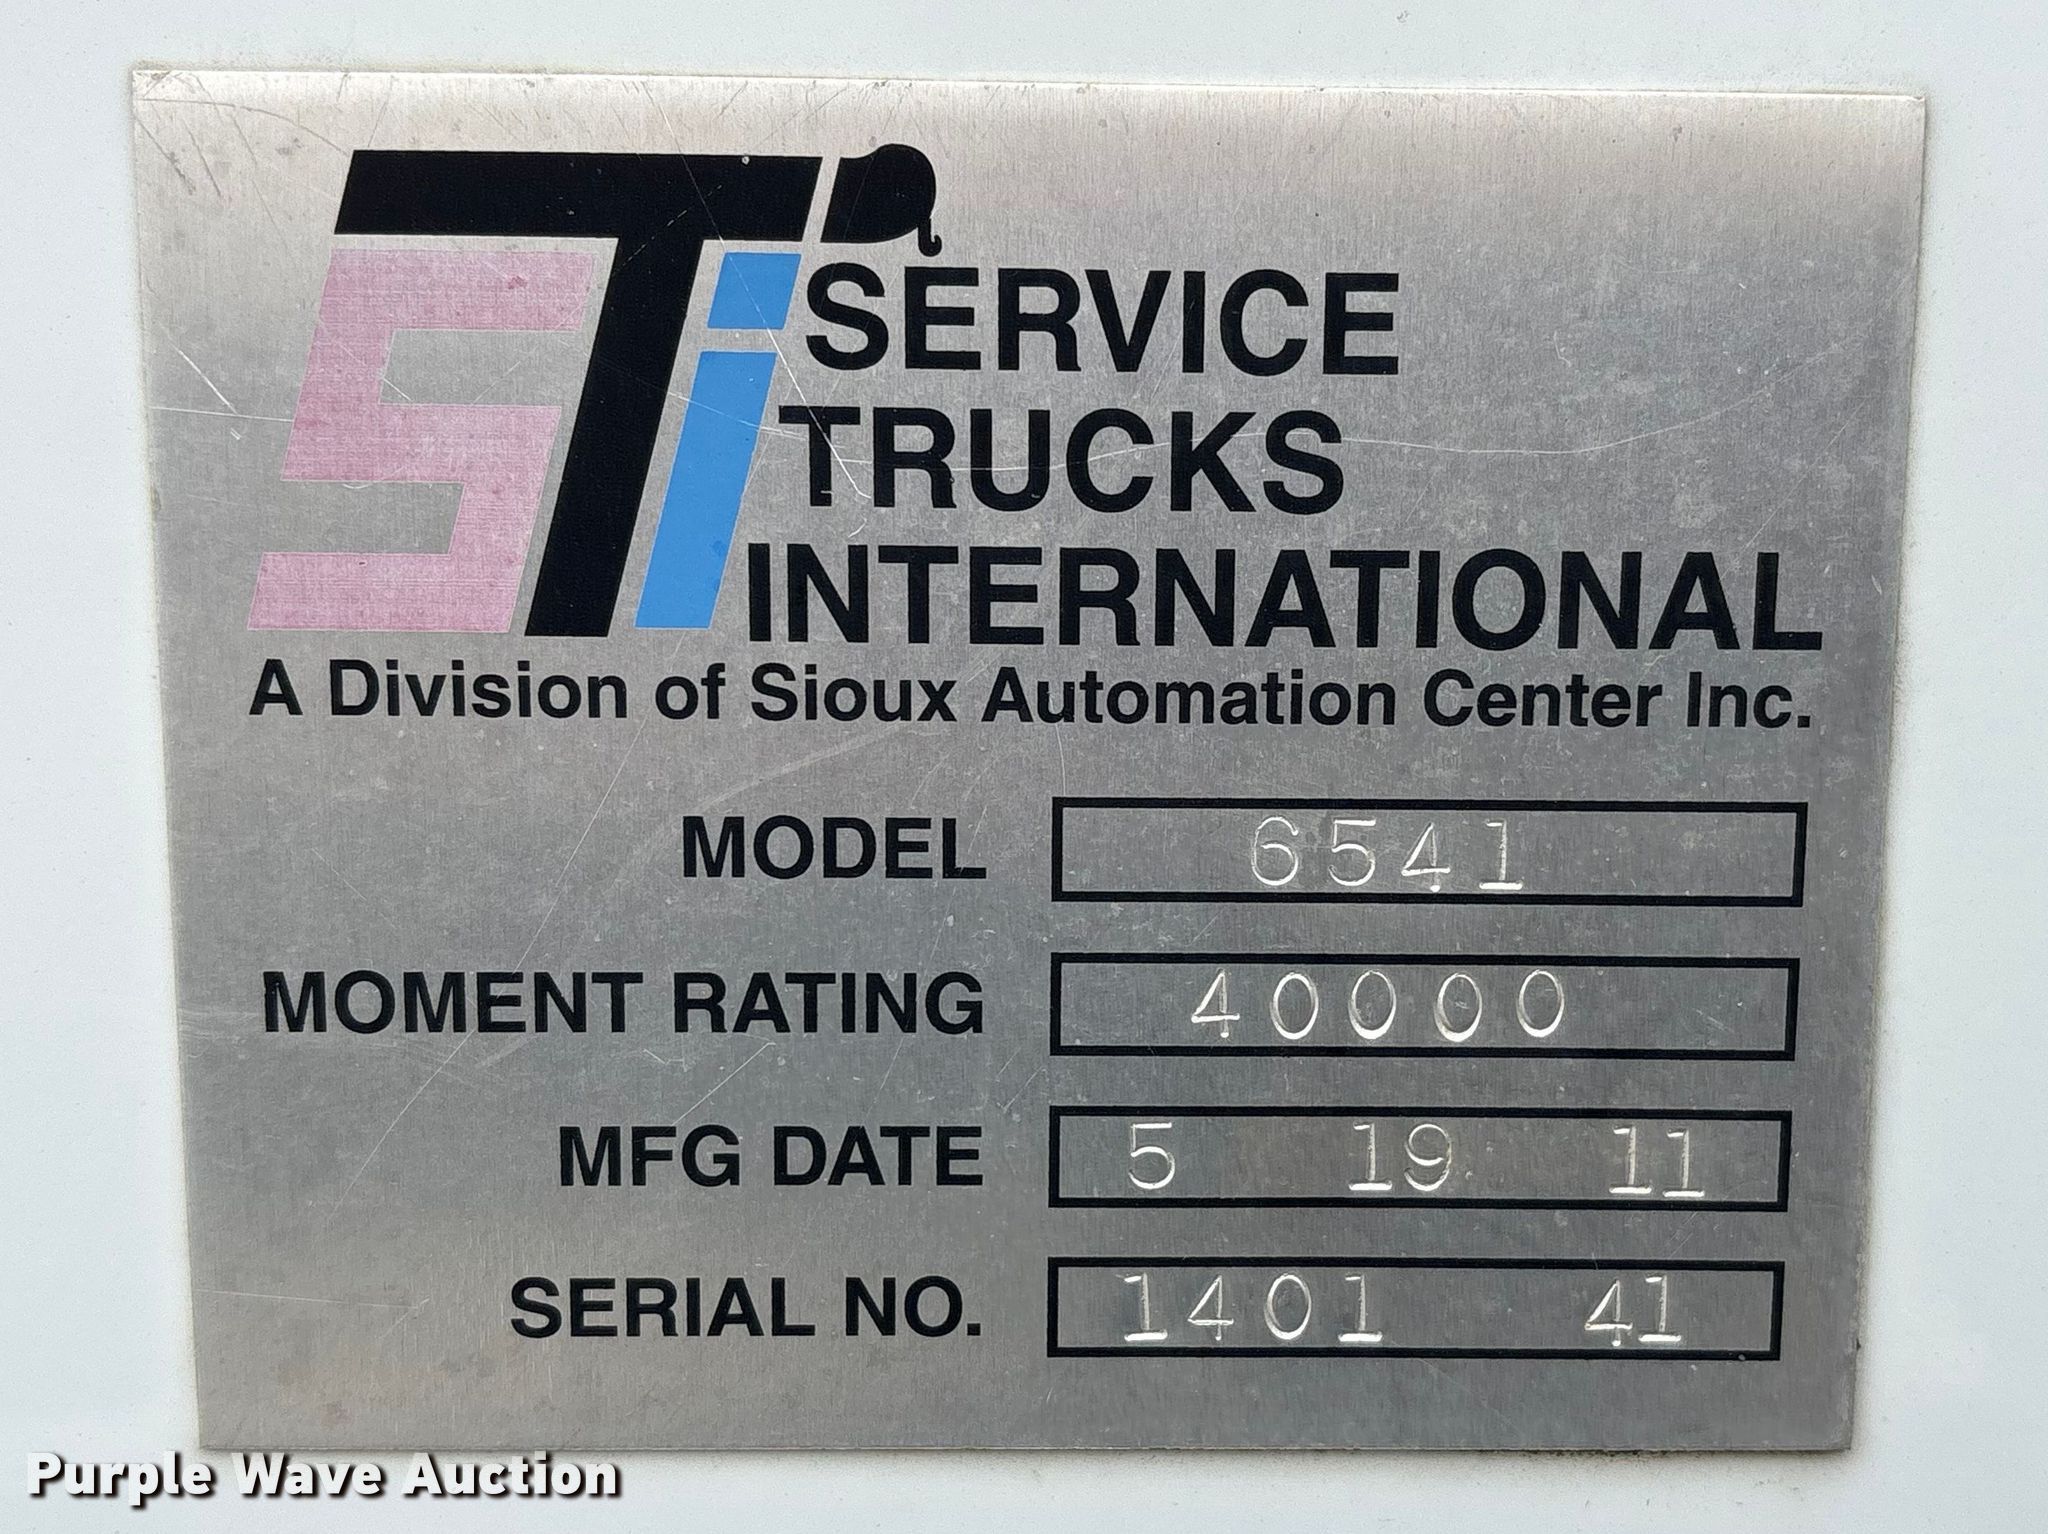 STi
SERVICE
TRUCKS
INTERNATIONAL
A Division of Sioux Automation Center Inc.
MODEL 6541
MOMENT RATING 40000
MFG DATE 5 19 11
SERIAL NO. 1401 41
Purple Wave Auction